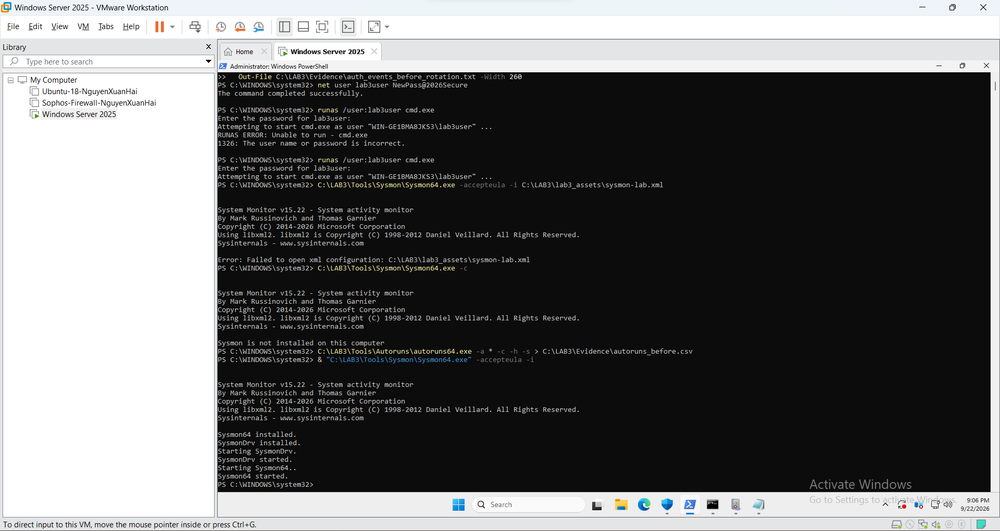 Windows Server 2025 - VMware Workstation
File Edit View VM Tabs Help
Library
Type here to search
My Computer
Ubuntu-18-NguyenXuanHai
Sophos-Firewall-NguyenXuanHai
Windows Server 2025
Home
Windows Server 2025
Administrator: Windows PowerShell
>>   Out-File C:\LAB3\Evidence\auth_events_before_rotation.txt -Width 260
PS C:\WINDOWS\system32> net user lab3user NewPass@2026Secure
The command completed successfully.
PS C:\WINDOWS\system32> runas /user:lab3user cmd.exe
Enter the password for lab3user:
Attempting to start cmd.exe as user "WIN-GE1BMA8JKS3\lab3user" ...
RUNAS ERROR: Unable to run - cmd.exe
1326: The user name or password is incorrect.
PS C:\WINDOWS\system32> runas /user:lab3user cmd.exe
Enter the password for lab3user:
Attempting to start cmd.exe as user "WIN-GE1BMA8JKS3\lab3user" ...
PS C:\WINDOWS\system32> C:\LAB3\Tools\Sysmon\Sysmon64.exe -accepteula -i C:\LAB3\lab3_assets\sysmon-lab.xml
System Monitor v15.22 - System activity monitor
By Mark Russinovich and Thomas Garnier
Copyright (C) 2014-2026 Microsoft Corporation
Using libxml2. libxml2 is Copyright (C) 1998-2012 Daniel Veillard. All Rights Reserved.
Sysinternals - www.sysinternals.com
Error: Failed to open xml configuration: C:\LAB3\lab3_assets\sysmon-lab.xml
PS C:\WINDOWS\system32> C:\LAB3\Tools\Sysmon\Sysmon64.exe -c
System Monitor v15.22 - System activity monitor
By Mark Russinovich and Thomas Garnier
Copyright (C) 2014-2026 Microsoft Corporation
Using libxml2. libxml2 is Copyright (C) 1998-2012 Daniel Veillard. All Rights Reserved.
Sysinternals - www.sysinternals.com
Sysmon is not installed on this computer
PS C:\WINDOWS\system32> C:\LAB3\Tools\Autoruns\autoruns64.exe -a * -c -h -s > C:\LAB3\Evidence\autoruns_before.csv
PS C:\WINDOWS\system32> & "C:\LAB3\Tools\Sysmon\Sysmon64.exe" -accepteula -i
System Monitor v15.22 - System activity monitor
By Mark Russinovich and Thomas Garnier
Copyright (C) 2014-2026 Microsoft Corporation
Using libxml2. libxml2 is Copyright (C) 1998-2012 Daniel Veillard. All Rights Reserved.
Sysinternals - www.sysinternals.com
Sysmon64 installed.
SysmonDrv installed.
Starting SysmonDrv.
SysmonDrv started.
Starting Sysmon64..
Sysmon64 started.
PS C:\WINDOWS\system32>
Activate Windows
Go to Settings to activate Windows.
Search
9:06 PM
9/22/2026
To direct input to this VM, move the mouse pointer inside or press Ctrl+G.